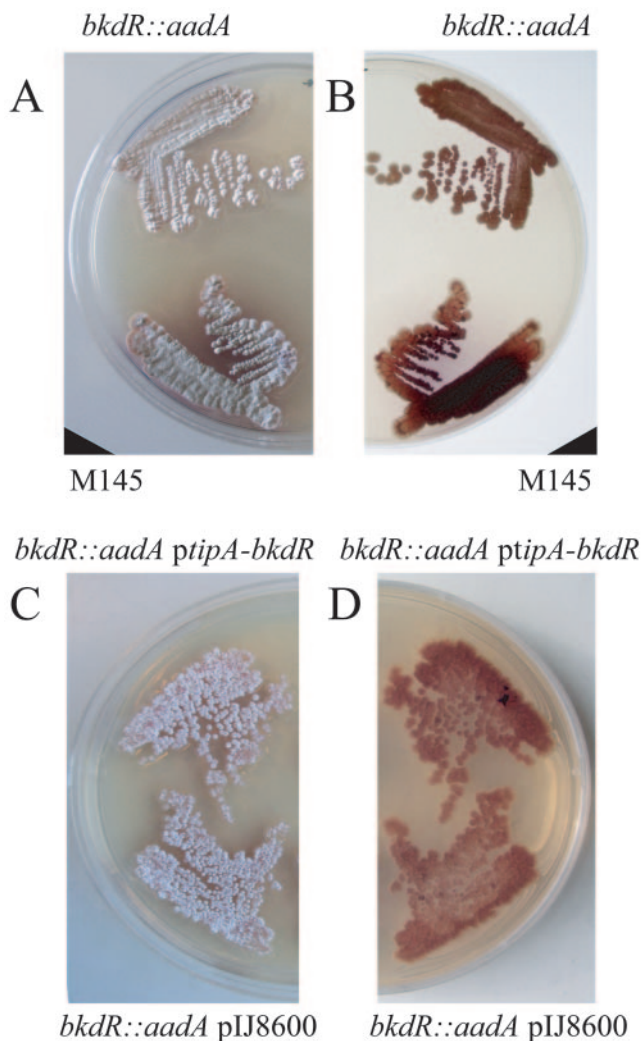 bkdR::aadA bkdR::aadA
A B
M145 M145
bkdR::aadA ptipA-bkdR bkdR::aadA ptipA-bkdR
C D
bkdR::aadA pIJ8600 bkdR::aadA pIJ8600